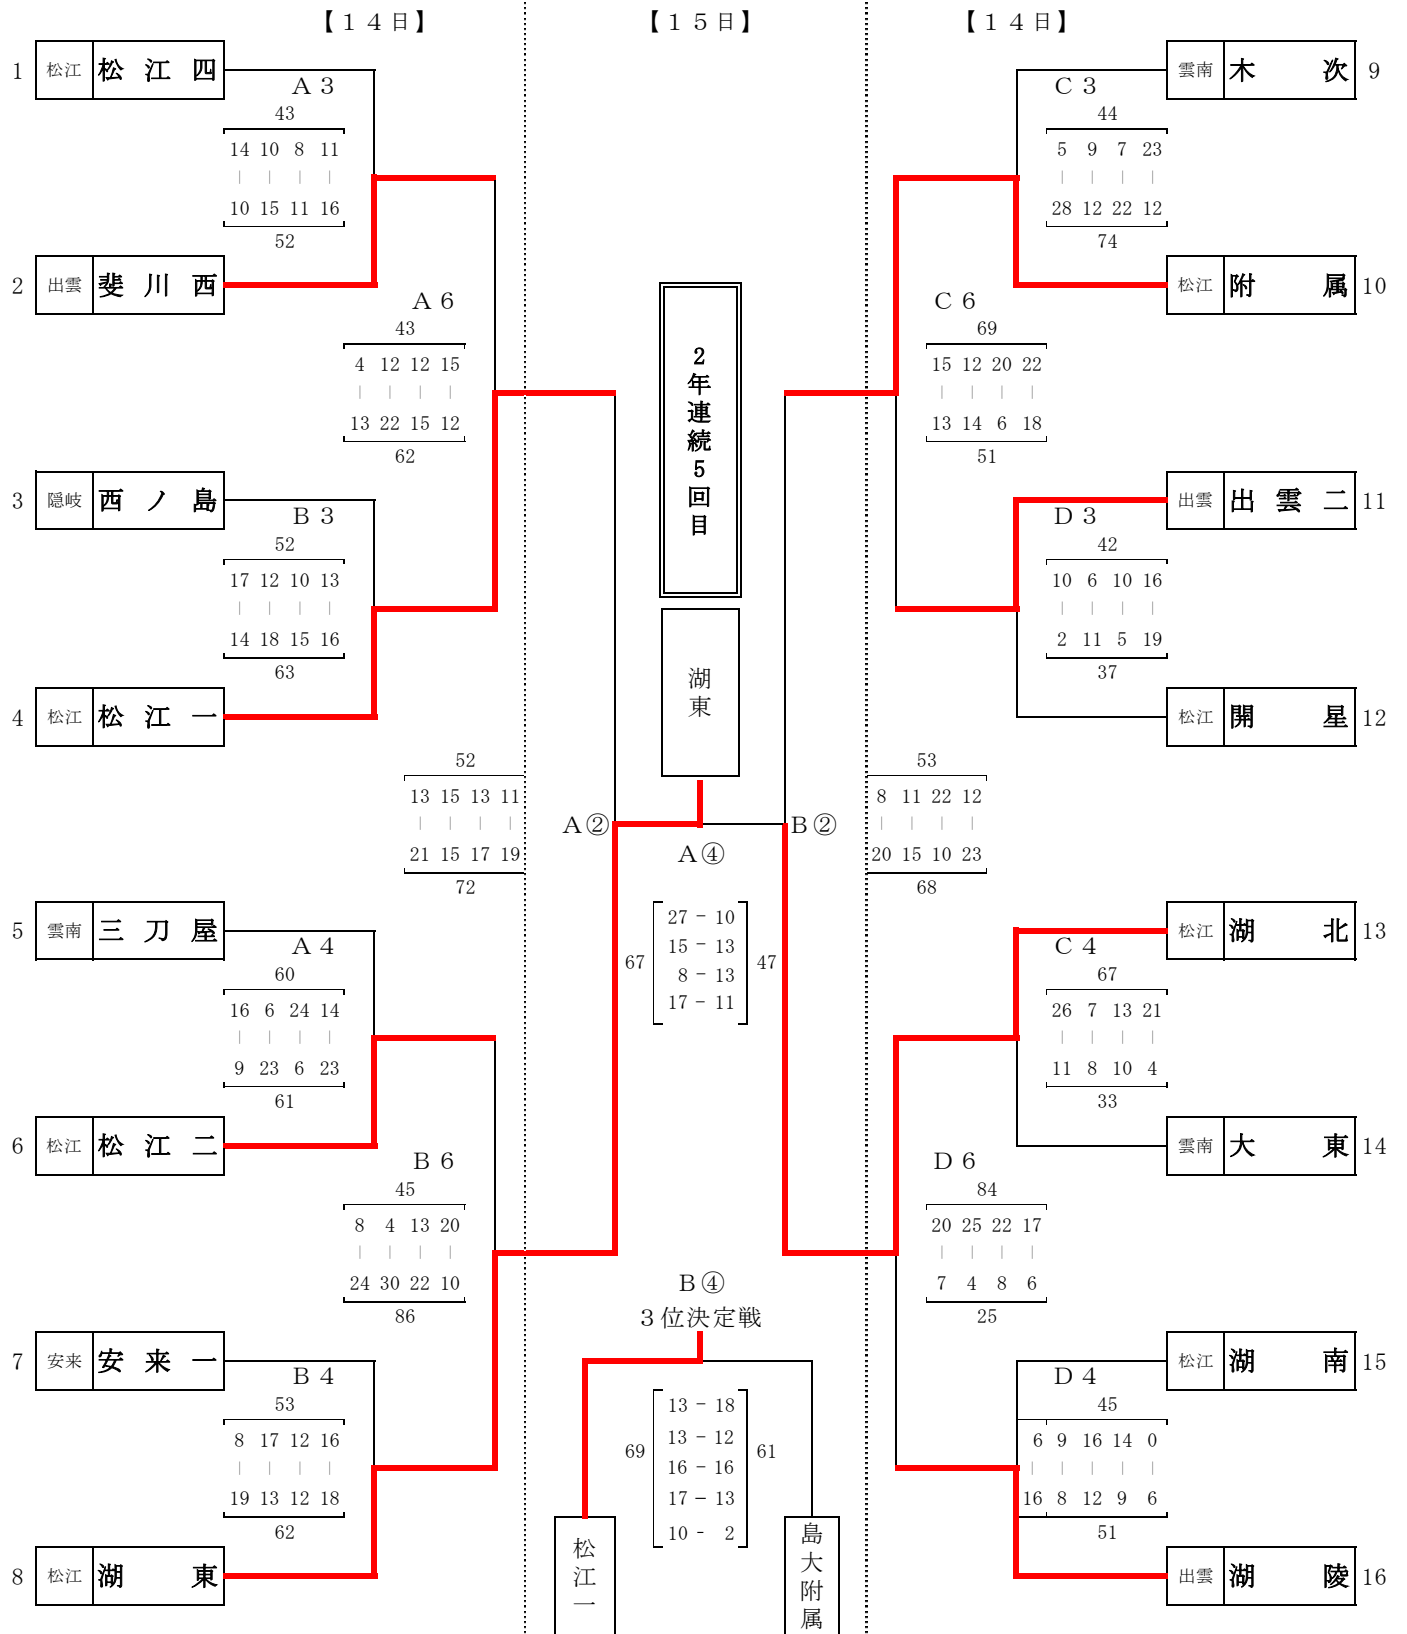 【１４日】
【１５日】
【１４日】
1 松江 松江四
A 3
43
14 10 8 11
| | | |
10 15 11 16
52
2 出雲 斐川西
A 6
43
4 12 12 15
| | | |
13 22 15 12
62
3 隠岐 西ノ島
B 3
52
17 12 10 13
| | | |
14 18 15 16
63
4 松江 松江一
52
13 15 13 11
| | | |
21 15 17 19
72
A②
5 雲南 三刀屋
A 4
60
16 6 24 14
| | | |
9 23 6 23
61
6 松江 松江二
B 6
45
8 4 13 20
| | | |
24 30 22 10
86
7 安来 安来一
B 4
53
8 17 12 16
| | | |
19 13 12 18
62
8 松江 湖東
2年連続5回目
湖東
A④
67
27 - 10
15 - 13
8 - 13
17 - 11
47
B④
３位決定戦
69
13 - 18
13 - 12
16 - 16
17 - 13
10 - 2
61
松江一
島大附属
雲南 木次 9
C 3
44
5 9 7 23
| | | |
28 12 22 12
74
松江 附属 10
C 6
69
15 12 20 22
| | | |
13 14 6 18
51
出雲 出雲二 11
D 3
42
10 6 10 16
| | | |
2 11 5 19
37
松江 開星 12
B②
53
8 11 22 12
| | | |
20 15 10 23
68
松江 湖北 13
C 4
67
26 7 13 21
| | | |
11 8 10 4
33
雲南 大東 14
D 6
84
20 25 22 17
| | | |
7 4 8 6
25
松江 湖南 15
D 4
45
6 9 16 14 0
| | | |
16 8 12 9 6
51
出雲 湖陵 16